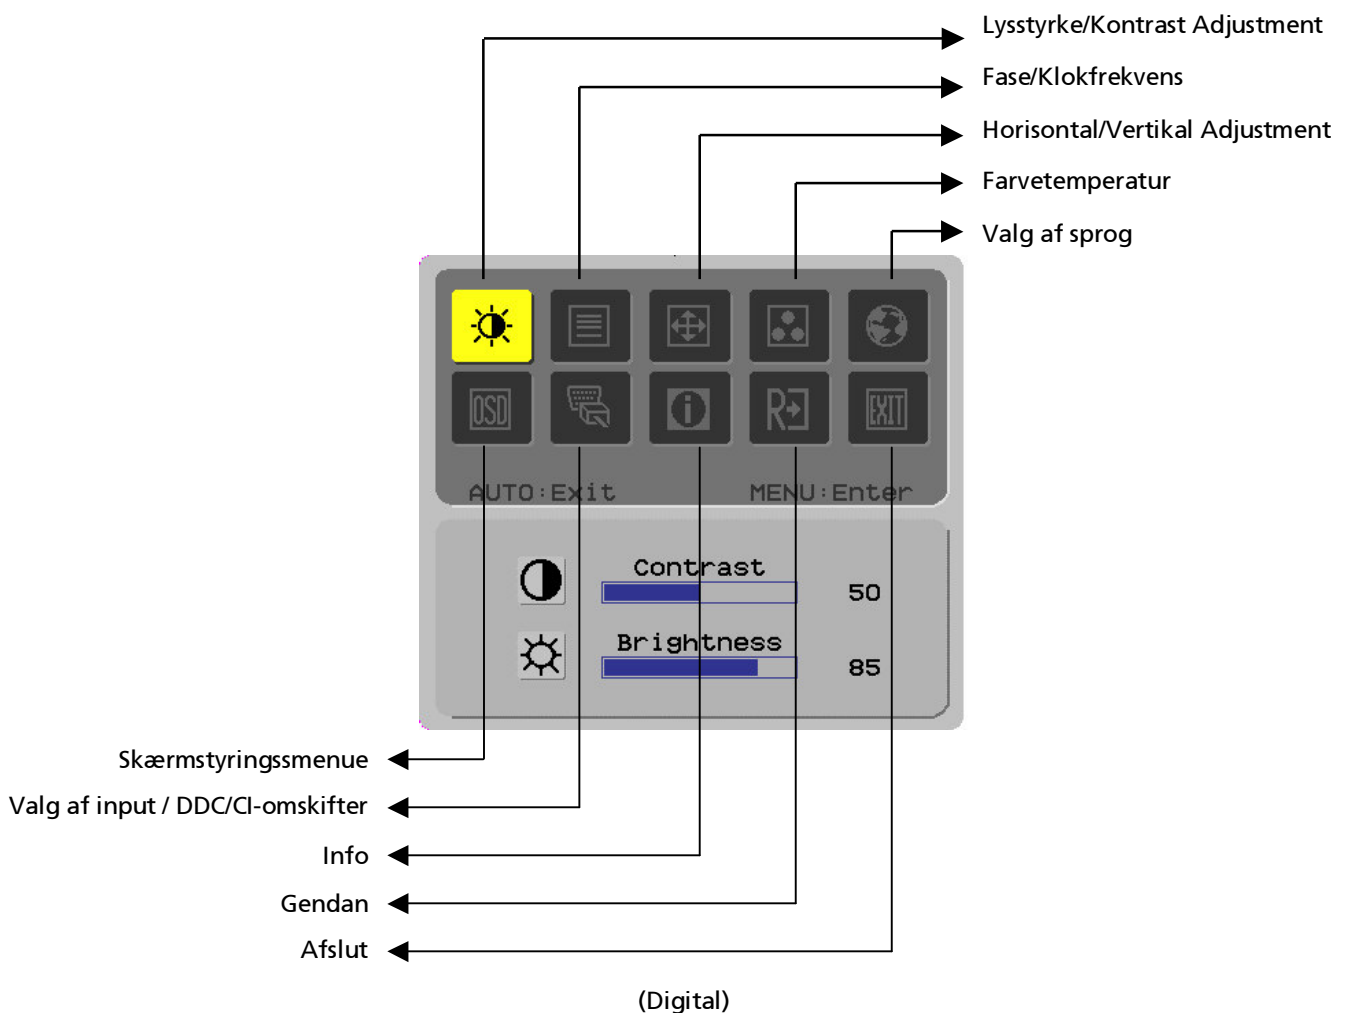 Lysstyrke/Kontrast Adjustment
Fase/Klokfrekvens
Horisontal/Vertikal Adjustment
Farvetemperatur
Valg af sprog
OSD
i
R
EXIT
AUTO:Exit MENU:Enter
Contrast
50
Brightness
85
Skærmstyringssmenue
Valg af input / DDC/CI-omskifter
Info
Gendan
Afslut
(Digital)